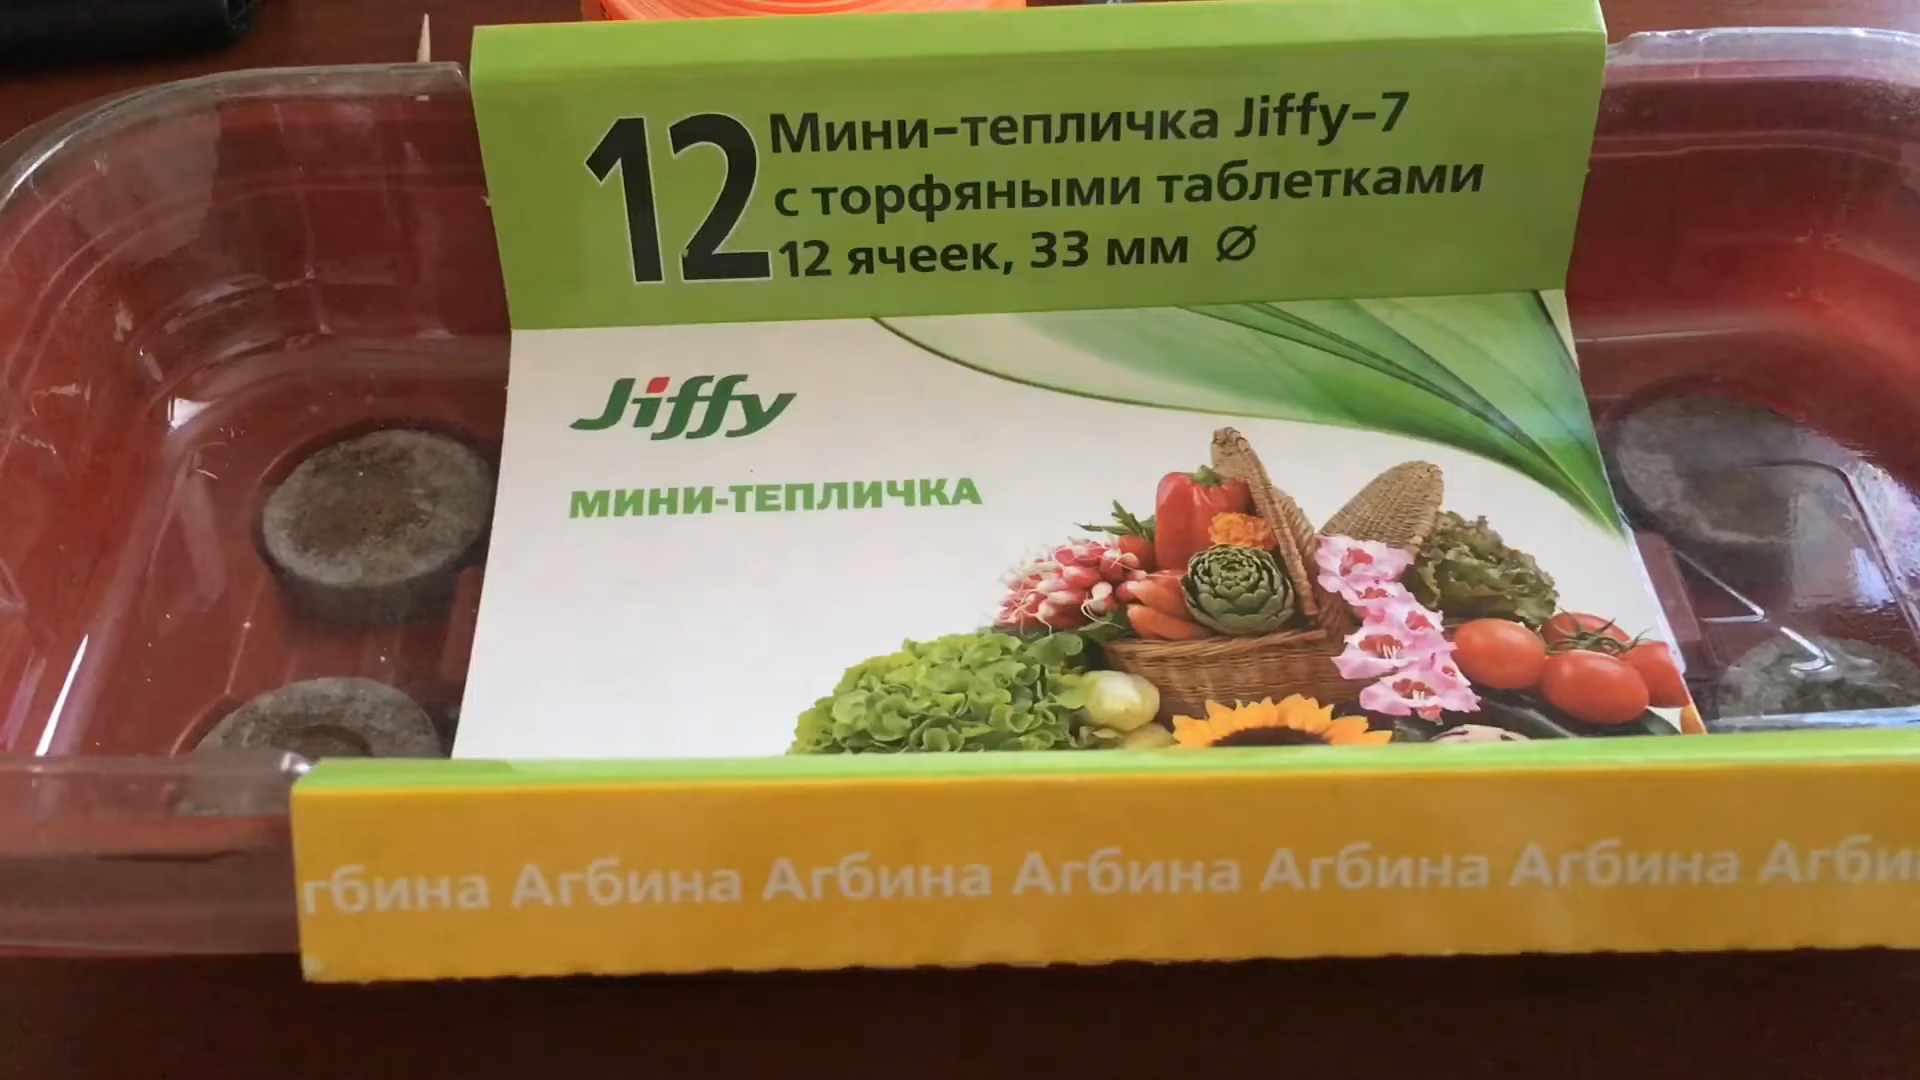 12
Мини-тепличка Jiffy-7
с торфяными таблетками
12 ячеек, 33 мм Ø
Jiffy
МИНИ-ТЕПЛИЧКА
гбина Агбина Агбина Агбина Агбина Агбина Агби